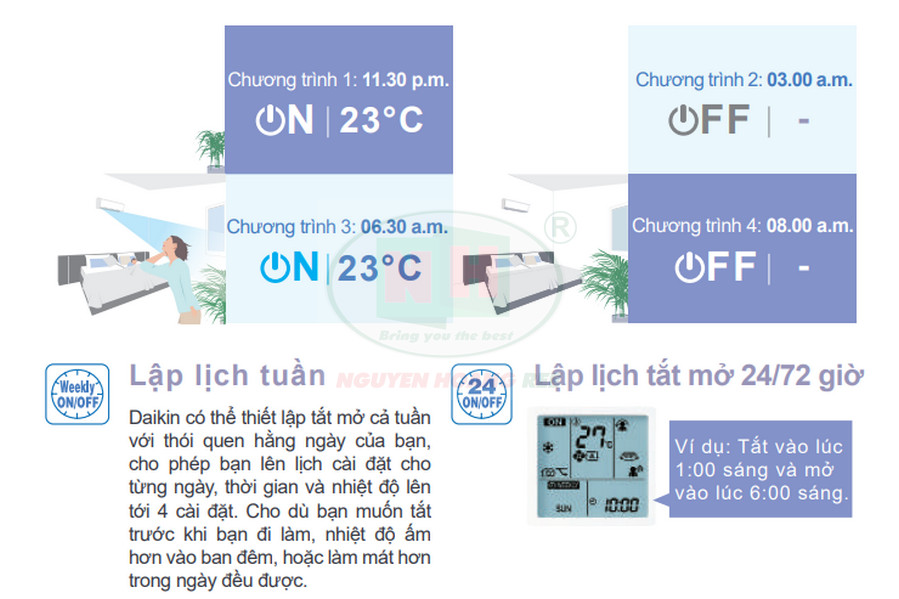 Chương trình 1: 11.30 p.m.
ON | 23°C
Chương trình 2: 03.00 a.m.
OFF | -
Chương trình 3: 06.30 a.m.
ON | 23°C
Chương trình 4: 08.00 a.m.
OFF | -
®
NH
Bring you the best
NGUYEN H
G RE
Weekly
ON/OFF
Lập lịch tuần
Daikin có thể thiết lập tắt mở cả tuần
với thói quen hằng ngày của bạn,
cho phép bạn lên lịch cài đặt cho
từng ngày, thời gian và nhiệt độ lên
tới 4 cài đặt. Cho dù bạn muốn tắt
trước khi bạn đi làm, nhiệt độ ấm
hơn vào ban đêm, hoặc làm mát hơn
trong ngày đều được.
24
ON/OFF
Lập lịch tắt mở 24/72 giờ
ON
27°C
A
SUN
10:00
Ví dụ: Tắt vào lúc
1:00 sáng và mở
vào lúc 6:00 sáng.